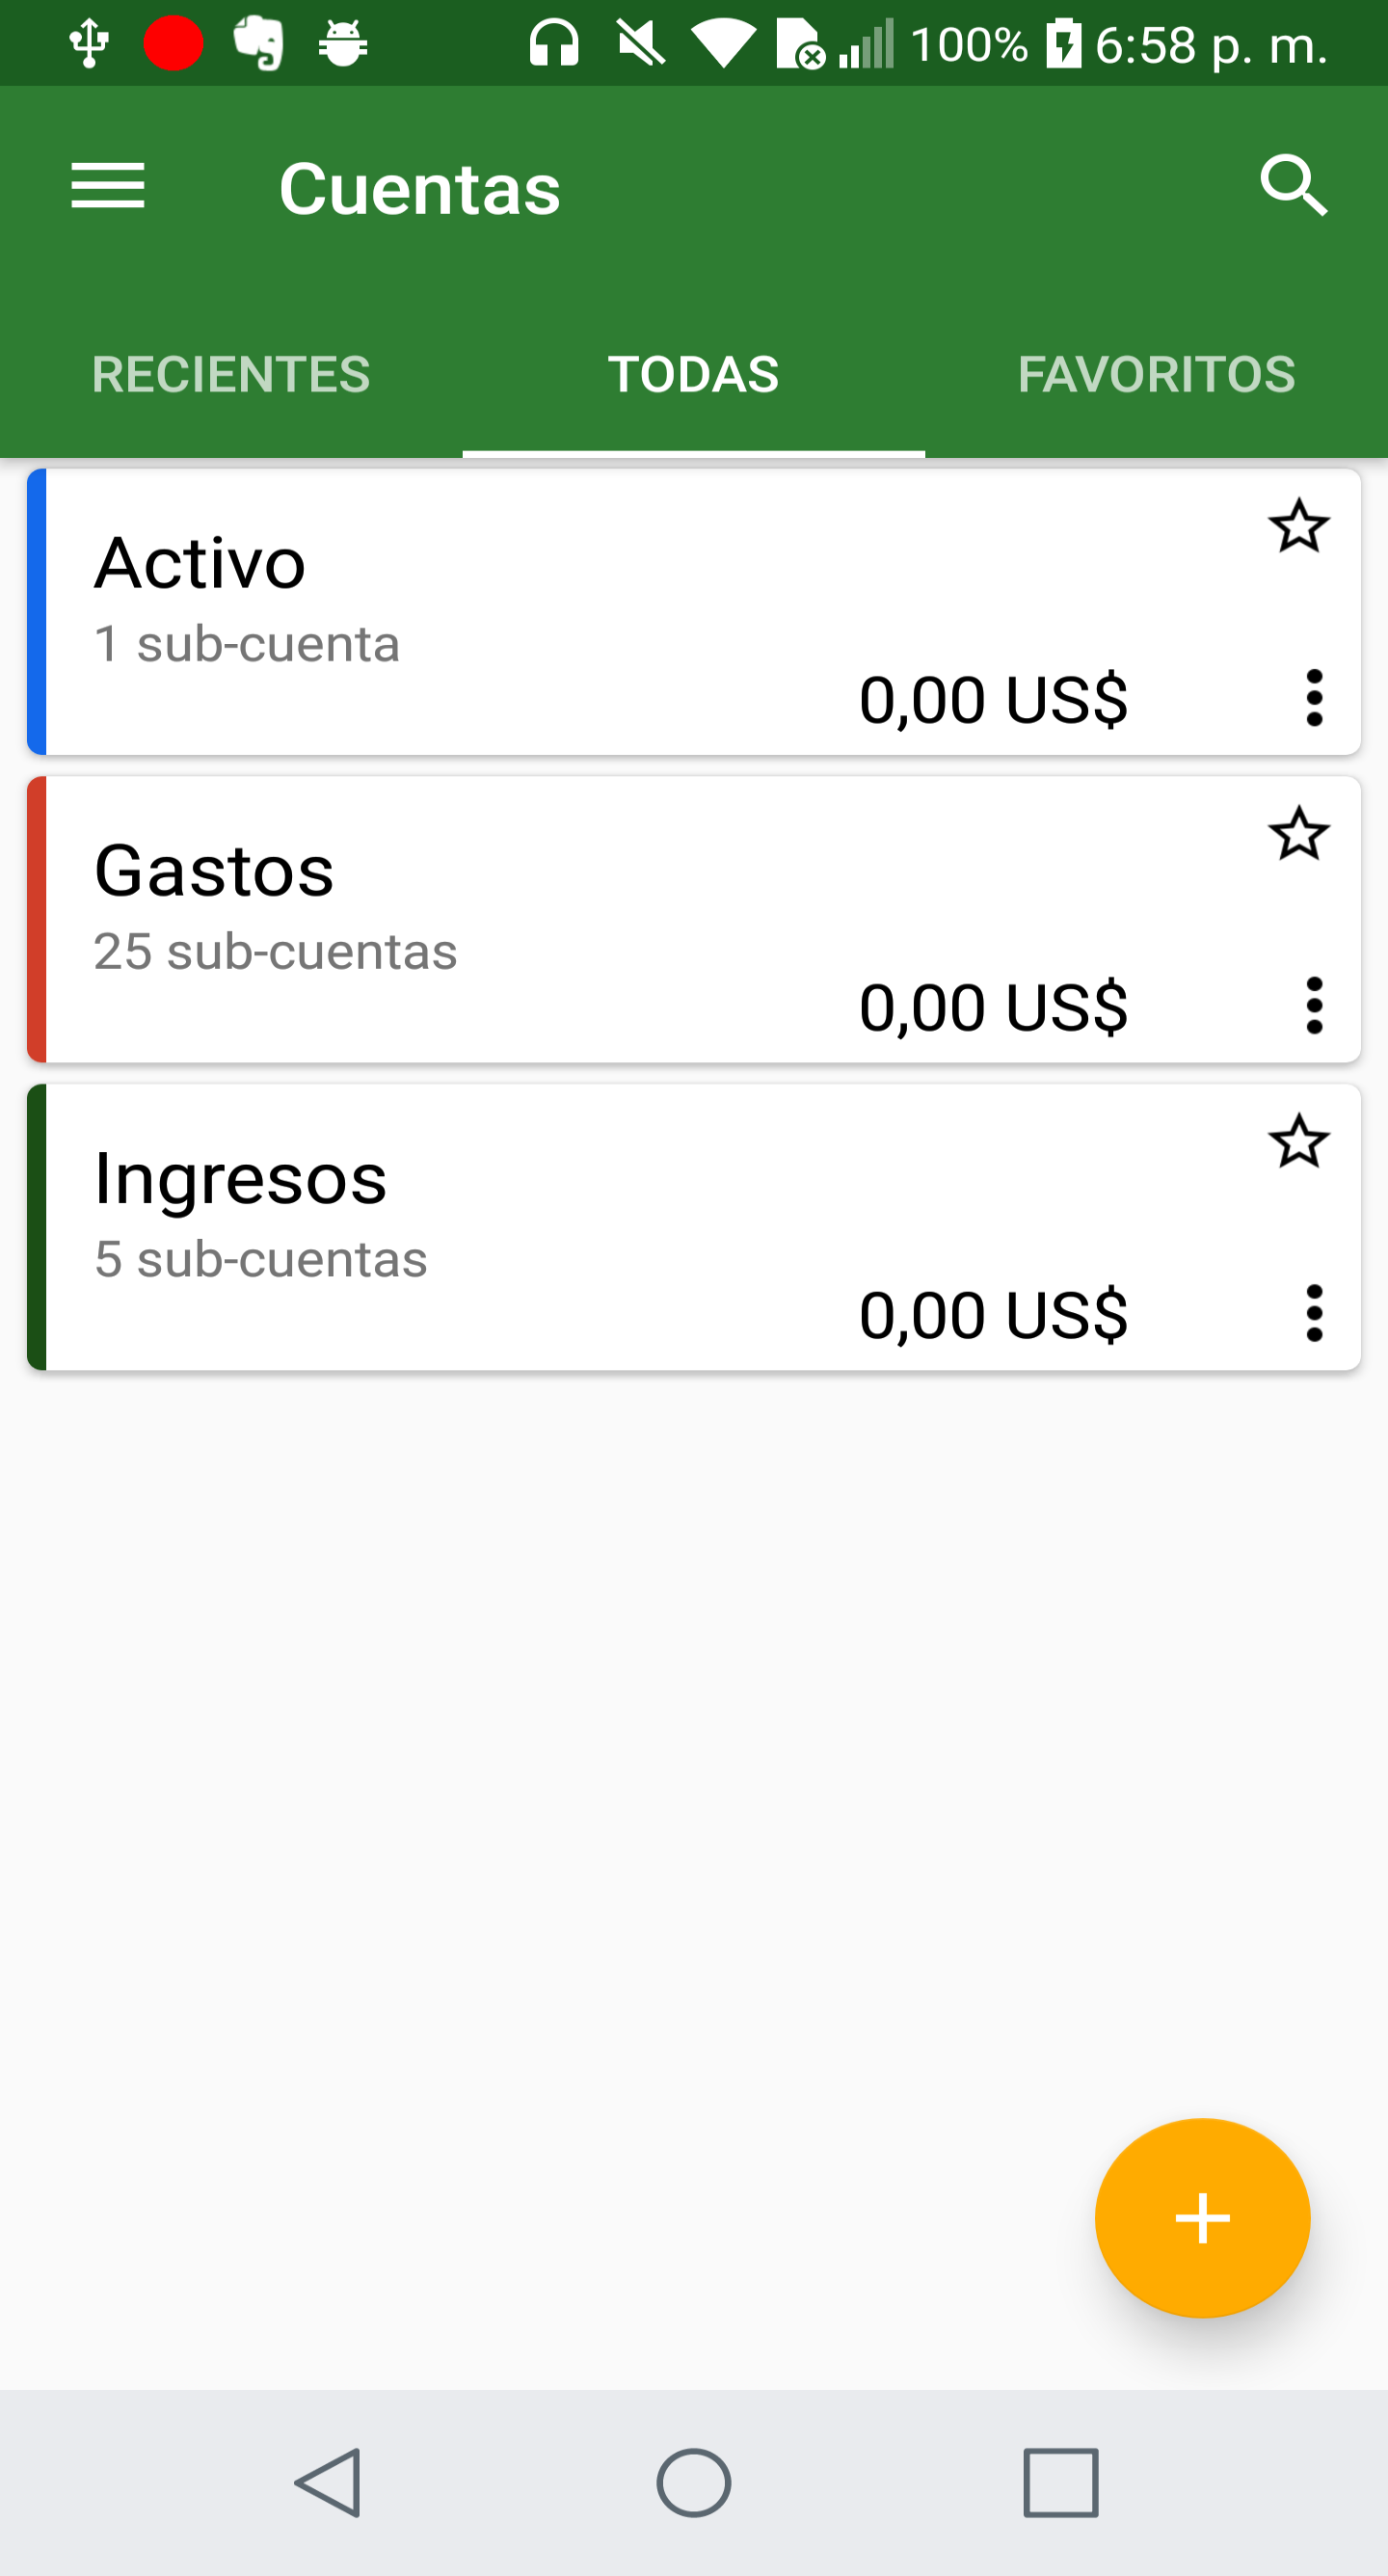 100% 6:58 p. m.
Cuentas
RECIENTES TODAS FAVORITOS
Activo
1 sub-cuenta
0,00 US$
Gastos
25 sub-cuentas
0,00 US$
Ingresos
5 sub-cuentas
0,00 US$